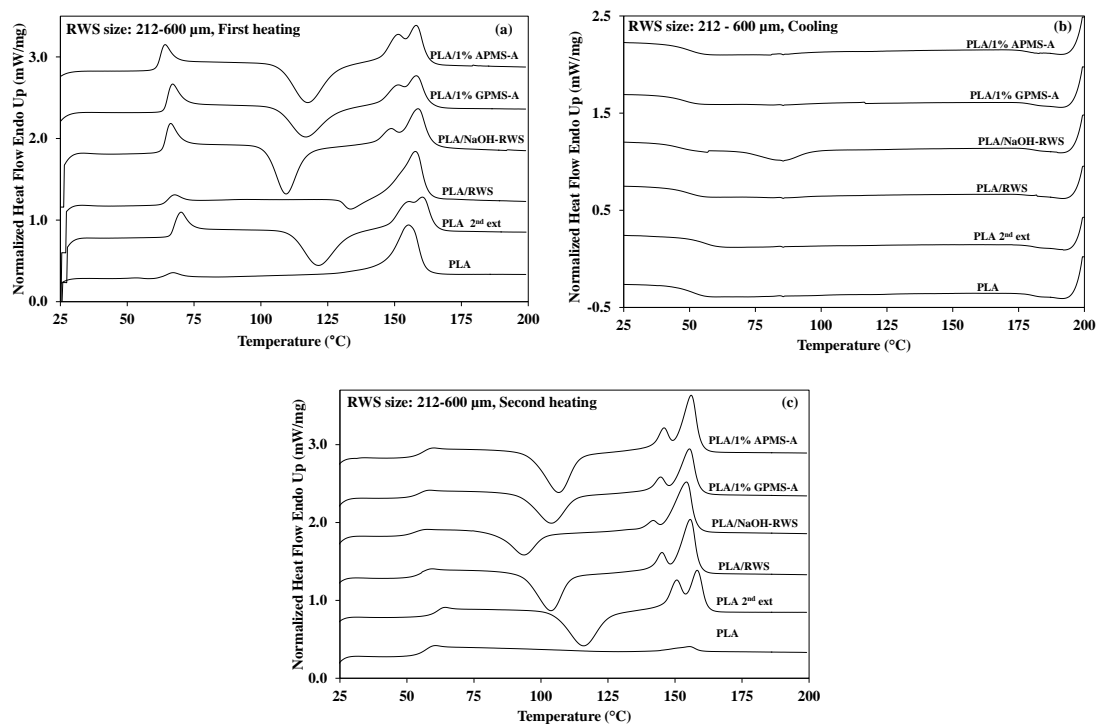 RWS size: 212-600 µm, First heating (a)
Normalized Heat Flow Endo Up (mW/mg)
3.0
2.0
1.0
0.0
PLA/1% APMS-A
PLA/1% GPMS-A
PLA/NaOH-RWS
PLA/RWS
PLA 2nd ext
PLA
25 50 75 100 125 150 175 200
Temperature (°C)
RWS size: 212 - 600 µm, Cooling (b)
Normalized Heat Flow Endo Up (mW/mg)
2.5
1.5
0.5
-0.5
PLA/1% APMS-A
PLA/1% GPMS-A
PLA/NaOH-RWS
PLA/RWS
PLA 2nd ext
PLA
25 50 75 100 125 150 175 200
Temperature (°C)
RWS size: 212-600 µm, Second heating (c)
Normalized Heat Flow Endo Up (mW/mg)
3.0
2.0
1.0
0.0
PLA/1% APMS-A
PLA/1% GPMS-A
PLA/NaOH-RWS
PLA/RWS
PLA 2nd ext
PLA
25 50 75 100 125 150 175 200
Temperature (°C)